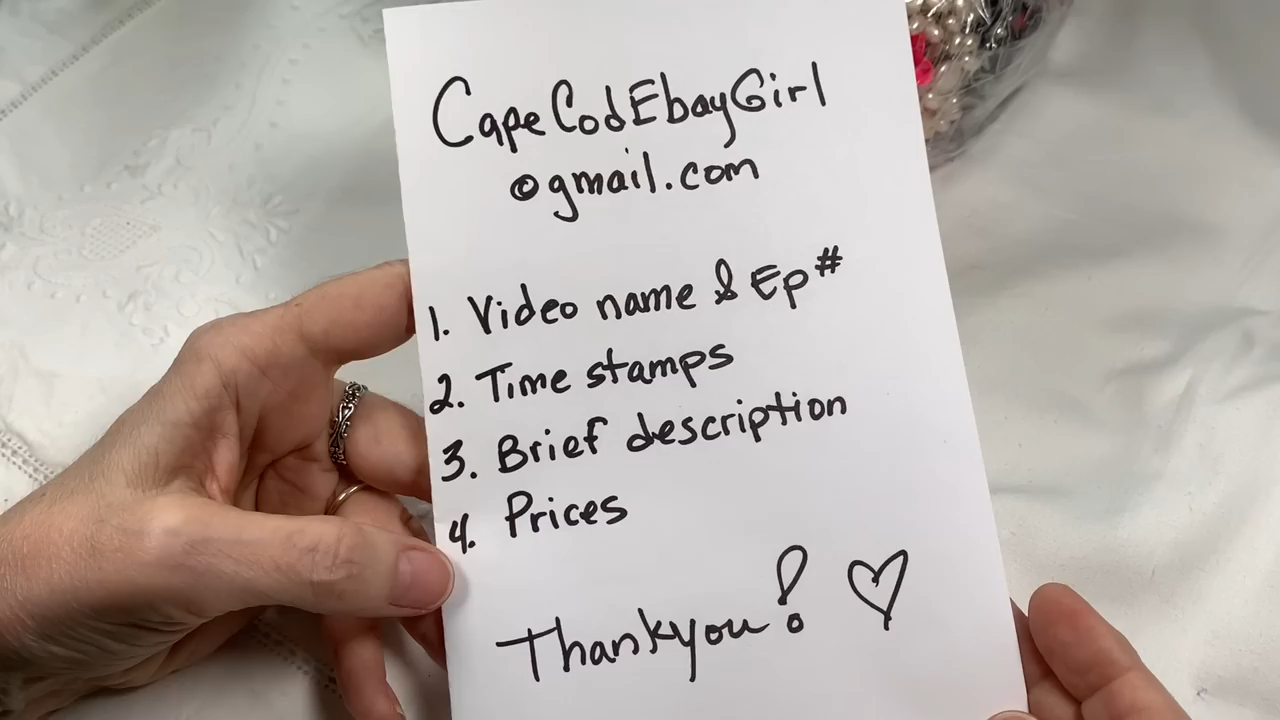 CapeCodEbayGirl
@gmail.com
1. Video name & Ep#
2. Time stamps
3. Brief description
4. Prices
Thankyou! ♡